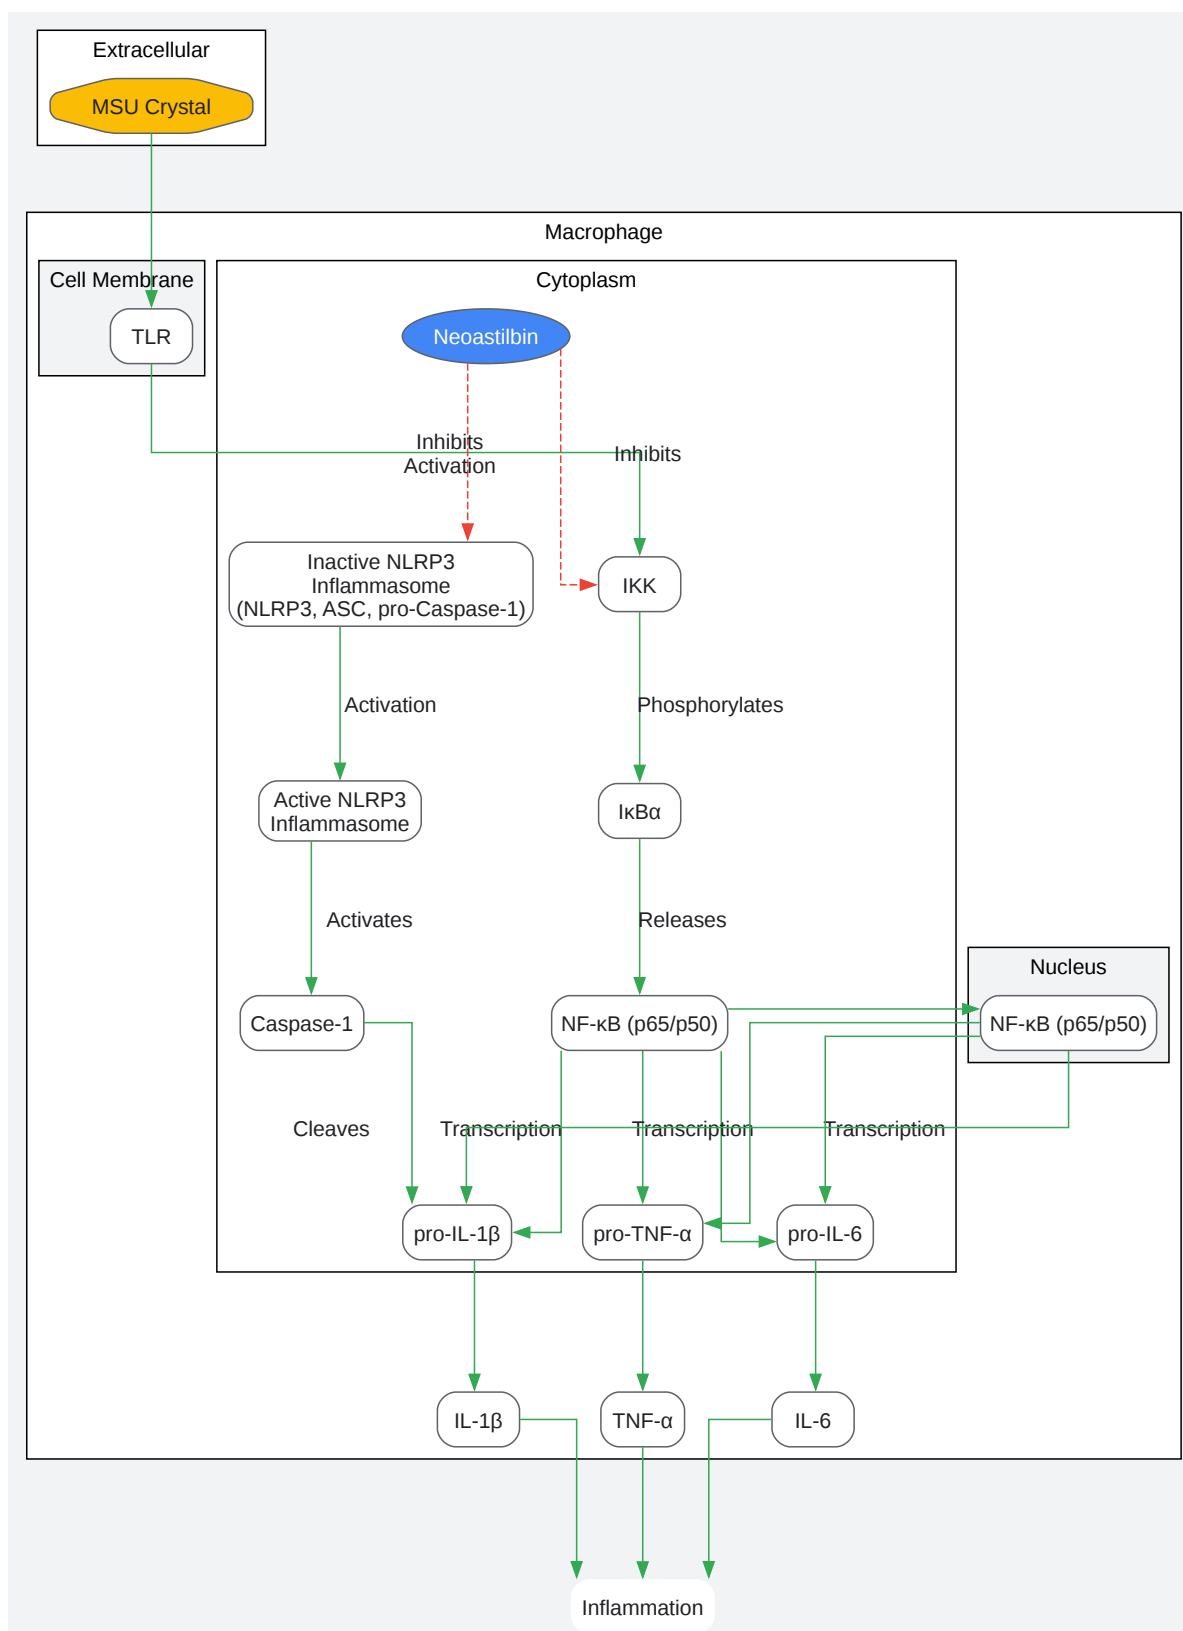 Extracellular
MSU Crystal
Macrophage
Cell Membrane
Cytoplasm
TLR
Neoastilbin
Inhibits
Activation
Inhibits
Inactive NLRP3
Inflammasome
(NLRP3, ASC, pro-Caspase-1)
IKK
Activation
Phosphorylates
Active NLRP3
Inflammasome
IκBα
Activates
Releases
Nucleus
Caspase-1
NF-κB (p65/p50)
NF-κB (p65/p50)
Cleaves
Transcription
Transcription
Transcription
pro-IL-1β
pro-TNF-α
pro-IL-6
IL-1β
TNF-α
IL-6
Inflammation